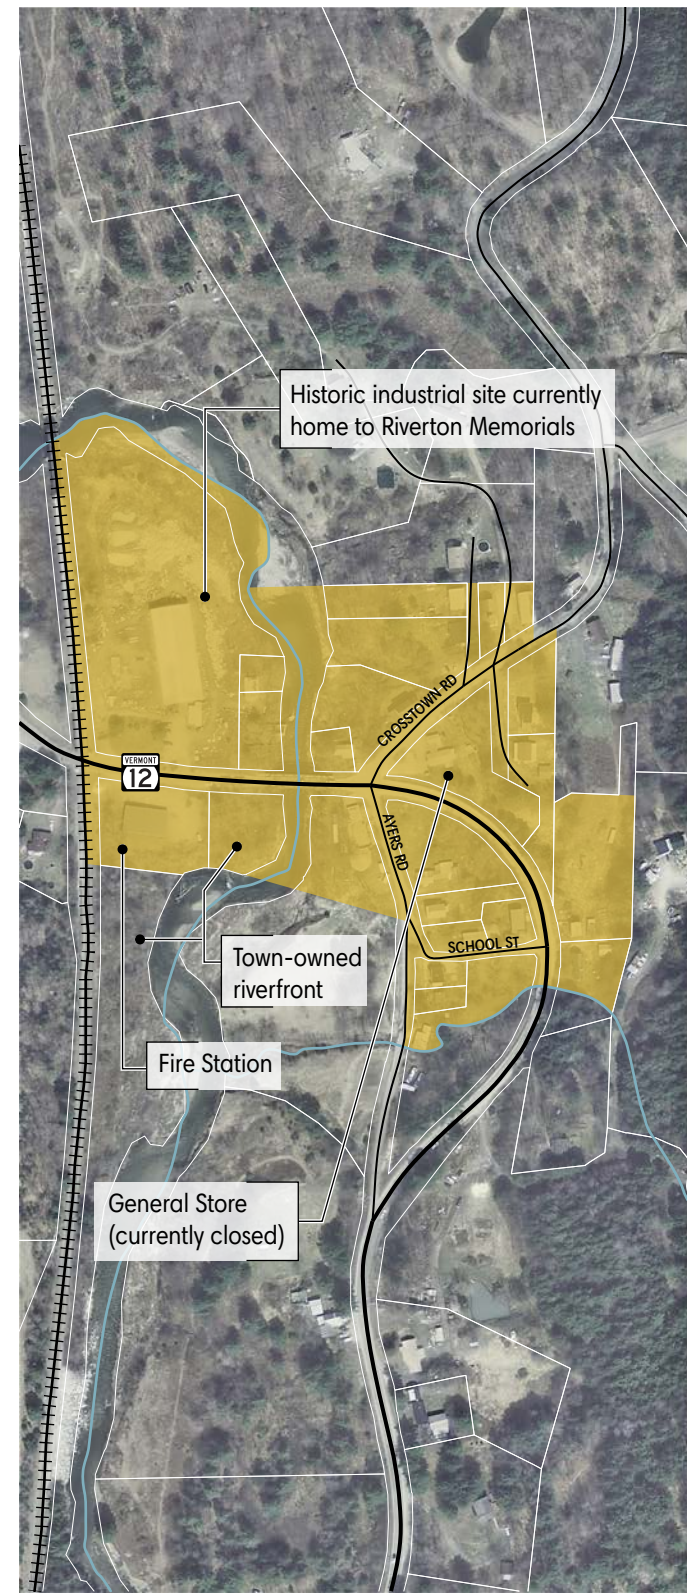 Historic industrial site currently
home to Riverton Memorials
CROSSTOWN RD
VERMONT
12
AYERS RD
SCHOOL ST
Town-owned
riverfront
Fire Station
General Store
(currently closed)